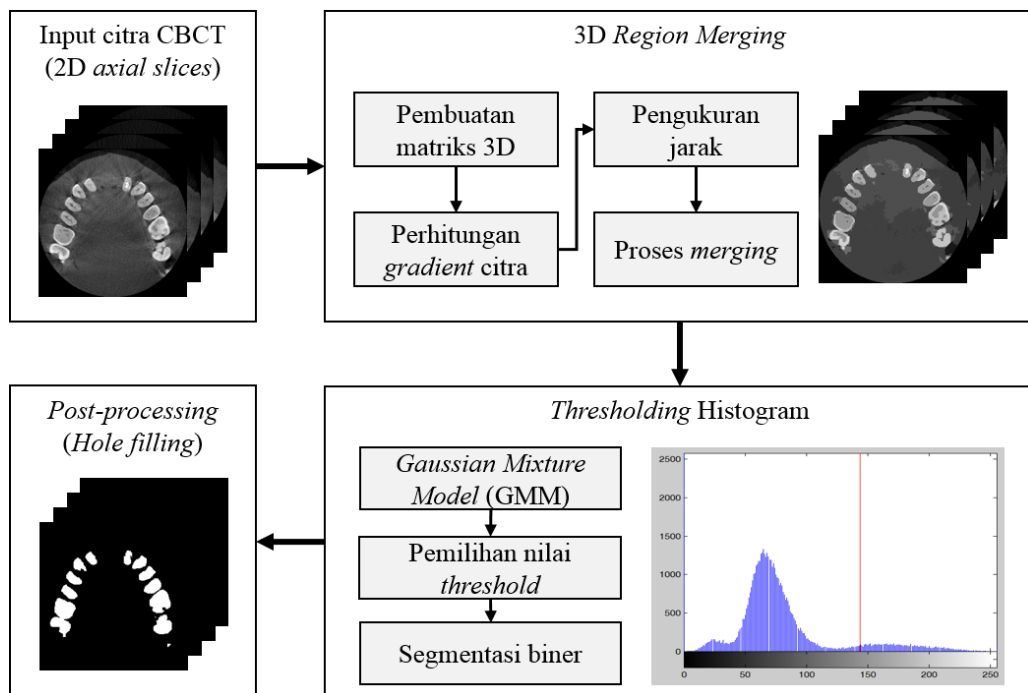 Input citra CBCT
(2D axial slices)
3D Region Merging
Pembuatan
matriks 3D
Perhitungan
gradient citra
Pengukuran
jarak
Proses merging
Post-processing
(Hole filling)
Thresholding Histogram
Gaussian Mixture
Model (GMM)
Pemilihan nilai
threshold
Segmentasi biner
2500
2000
1500
1000
500
0
0 50 100 150 200 250